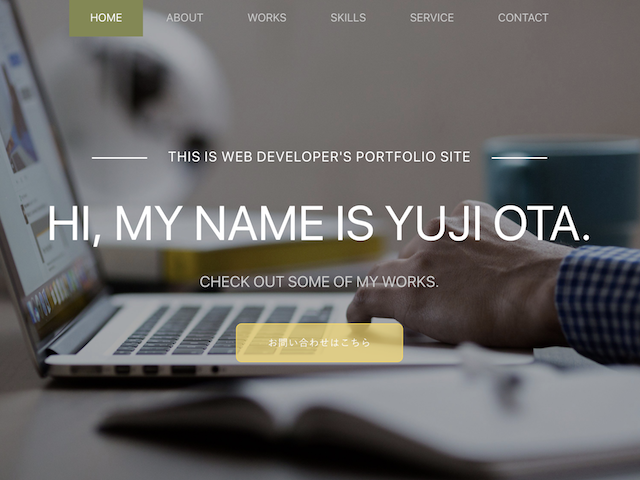 HOME ABOUT WORKS SKILLS SERVICE CONTACT
THIS IS WEB DEVELOPER'S PORTFOLIO SITE
HI, MY NAME IS YUJI OTA.
CHECK OUT SOME OF MY WORKS.
お問い合わせはこちら